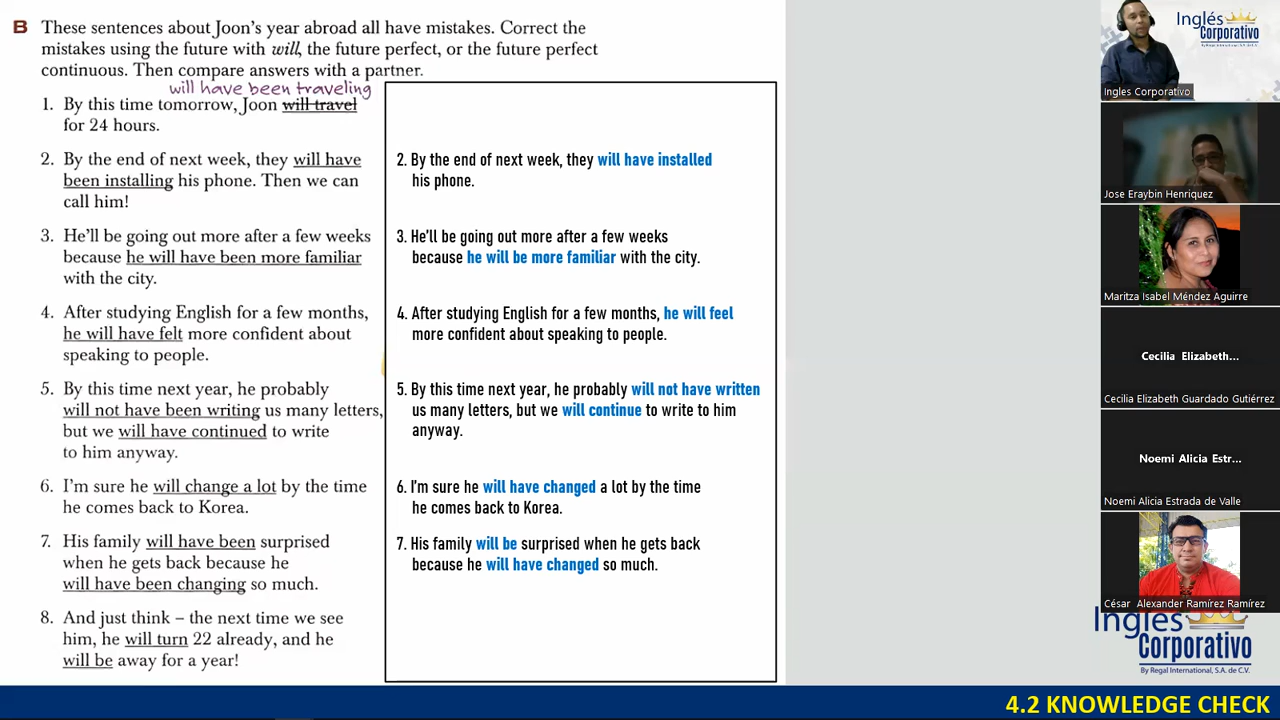 B These sentences about Joon's year abroad all have mistakes. Correct the
mistakes using the future with will, the future perfect, or the future perfect
continuous. Then compare answers with a partner.
will have been traveling
1. By this time tomorrow, Joon will travel
for 24 hours.
2. By the end of next week, they will have
been installing his phone. Then we can
call him!
3. He'll be going out more after a few weeks
because he will have been more familiar
with the city.
4. After studying English for a few months,
he will have felt more confident about
speaking to people.
5. By this time next year, he probably
will not have been writing us many letters,
but we will have continued to write
to him anyway.
6. I'm sure he will change a lot by the time
he comes back to Korea.
7. His family will have been surprised
when he gets back because he
will have been changing so much.
8. And just think – the next time we see
him, he will turn 22 already, and he
will be away for a year!
2. By the end of next week, they will have installed
his phone.
3. He'll be going out more after a few weeks
because he will be more familiar with the city.
4. After studying English for a few months, he will feel
more confident about speaking to people.
5. By this time next year, he probably will not have written
us many letters, but we will continue to write to him
anyway.
6. I'm sure he will have changed a lot by the time
he comes back to Korea.
7. His family will be surprised when he gets back
because he will have changed so much.
Inglés
Corporativo
By Regal International, S.A. de C.V.
Ingles Corporativo
Jose Eraybin Henriquez
Maritza Isabel Méndez Aguirre
Cecilia Elizabeth...
Cecilia Elizabeth Guardado Gutiérrez
Noemi Alicia Estr...
Noemi Alicia Estrada de Valle
César Alexander Ramírez Ramírez
Inglés
Corporativo
By Regal International, S.A. de C.V.
4.2 KNOWLEDGE CHECK